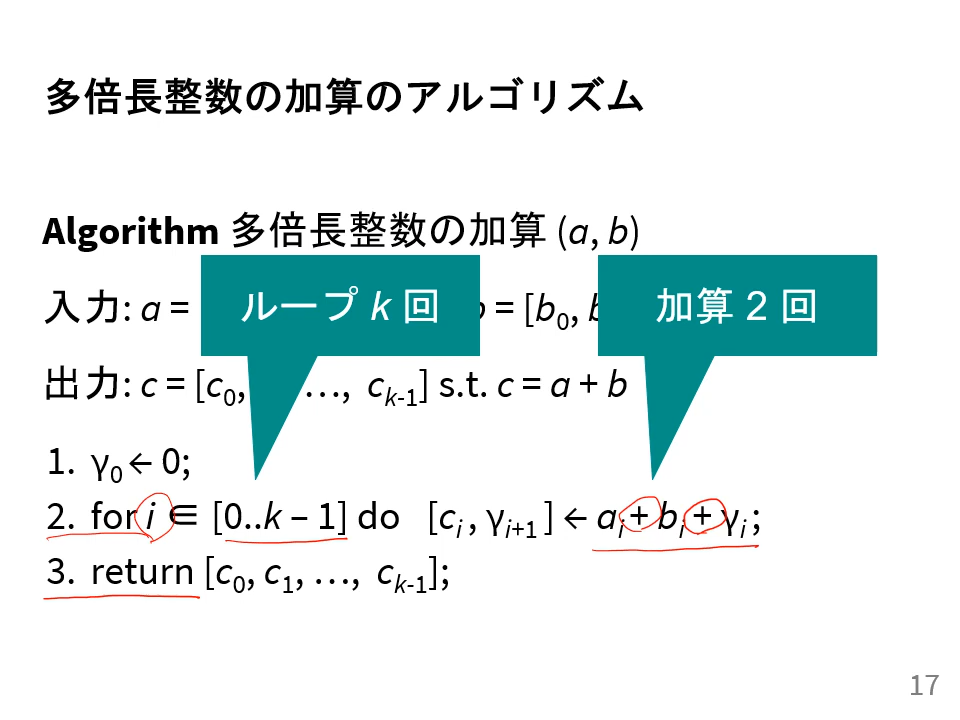 多倍長整数の加算のアルゴリズム
Algorithm 多倍長整数の加算 (a, b)
ループ k 回
加算 2 回
入力: a = = [b0,
出力: c = [c0, …, ck-1] s.t. c = a + b
1. γ0 ← 0;
2. for i ∈ [0..k – 1] do [ci , γi+1 ] ← ai + bi + γi ;
3. return [c0, c1, …, ck-1];
17